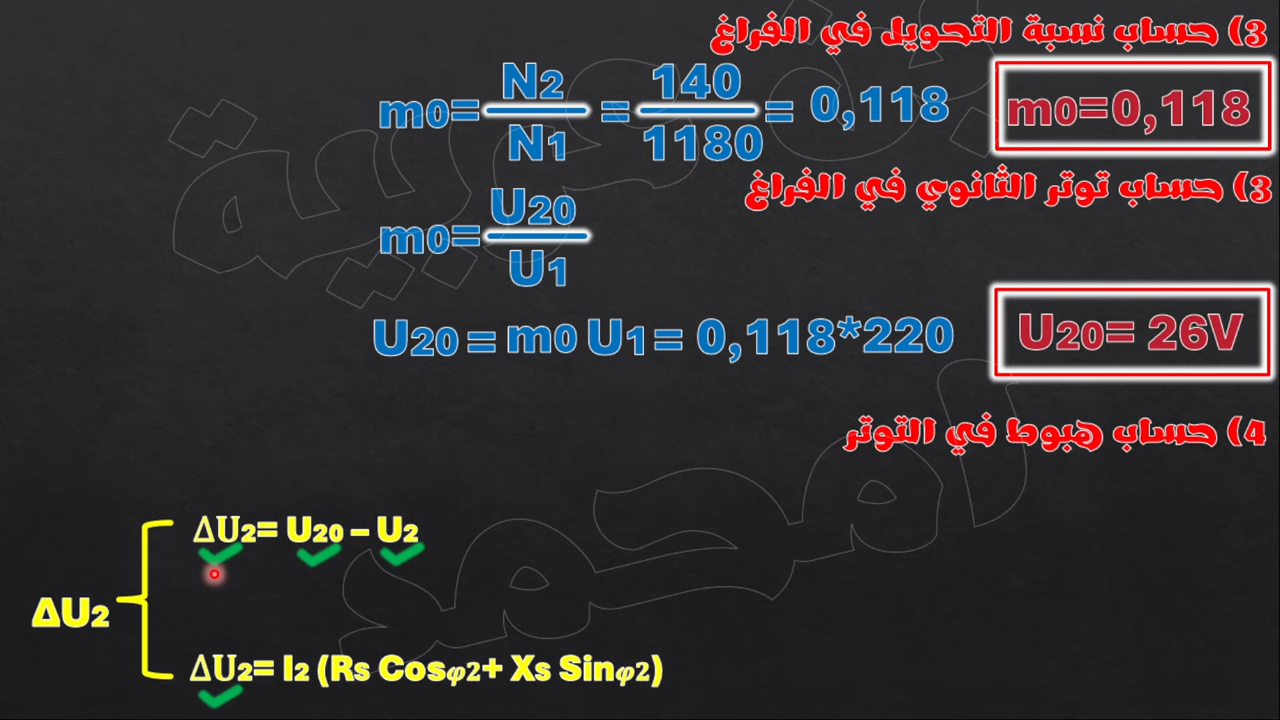 3) حساب نسبة التحويل في الفراغ
m0= N2/N1 = 140/1180 = 0,118
m0=0,118
3) حساب توتر الثانوي في الفراغ
m0= U20/U1
U20 = m0 U1 = 0,118*220
U20= 26V
4) حساب هبوط في التوتر
ΔU2= U20 – U2
ΔU2
ΔU2= I2 (Rs Cosφ2+ Xs Sinφ2)